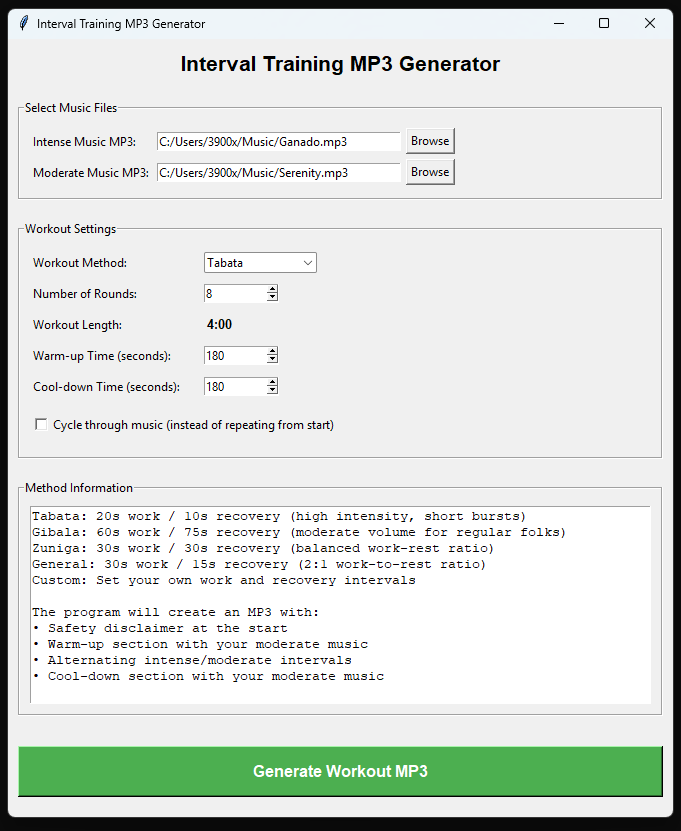 Interval Training MP3 Generator
Interval Training MP3 Generator
Select Music Files
Intense Music MP3: C:/Users/3900x/Music/Ganado.mp3 Browse
Moderate Music MP3: C:/Users/3900x/Music/Serenity.mp3 Browse
Workout Settings
Workout Method: Tabata
Number of Rounds: 8
Workout Length: 4:00
Warm-up Time (seconds): 180
Cool-down Time (seconds): 180
Cycle through music (instead of repeating from start)
Method Information
Tabata: 20s work / 10s recovery (high intensity, short bursts)
Gibala: 60s work / 75s recovery (moderate volume for regular folks)
Zuniga: 30s work / 30s recovery (balanced work-rest ratio)
General: 30s work / 15s recovery (2:1 work-to-rest ratio)
Custom: Set your own work and recovery intervals
The program will create an MP3 with:
• Safety disclaimer at the start
• Warm-up section with your moderate music
• Alternating intense/moderate intervals
• Cool-down section with your moderate music
Generate Workout MP3